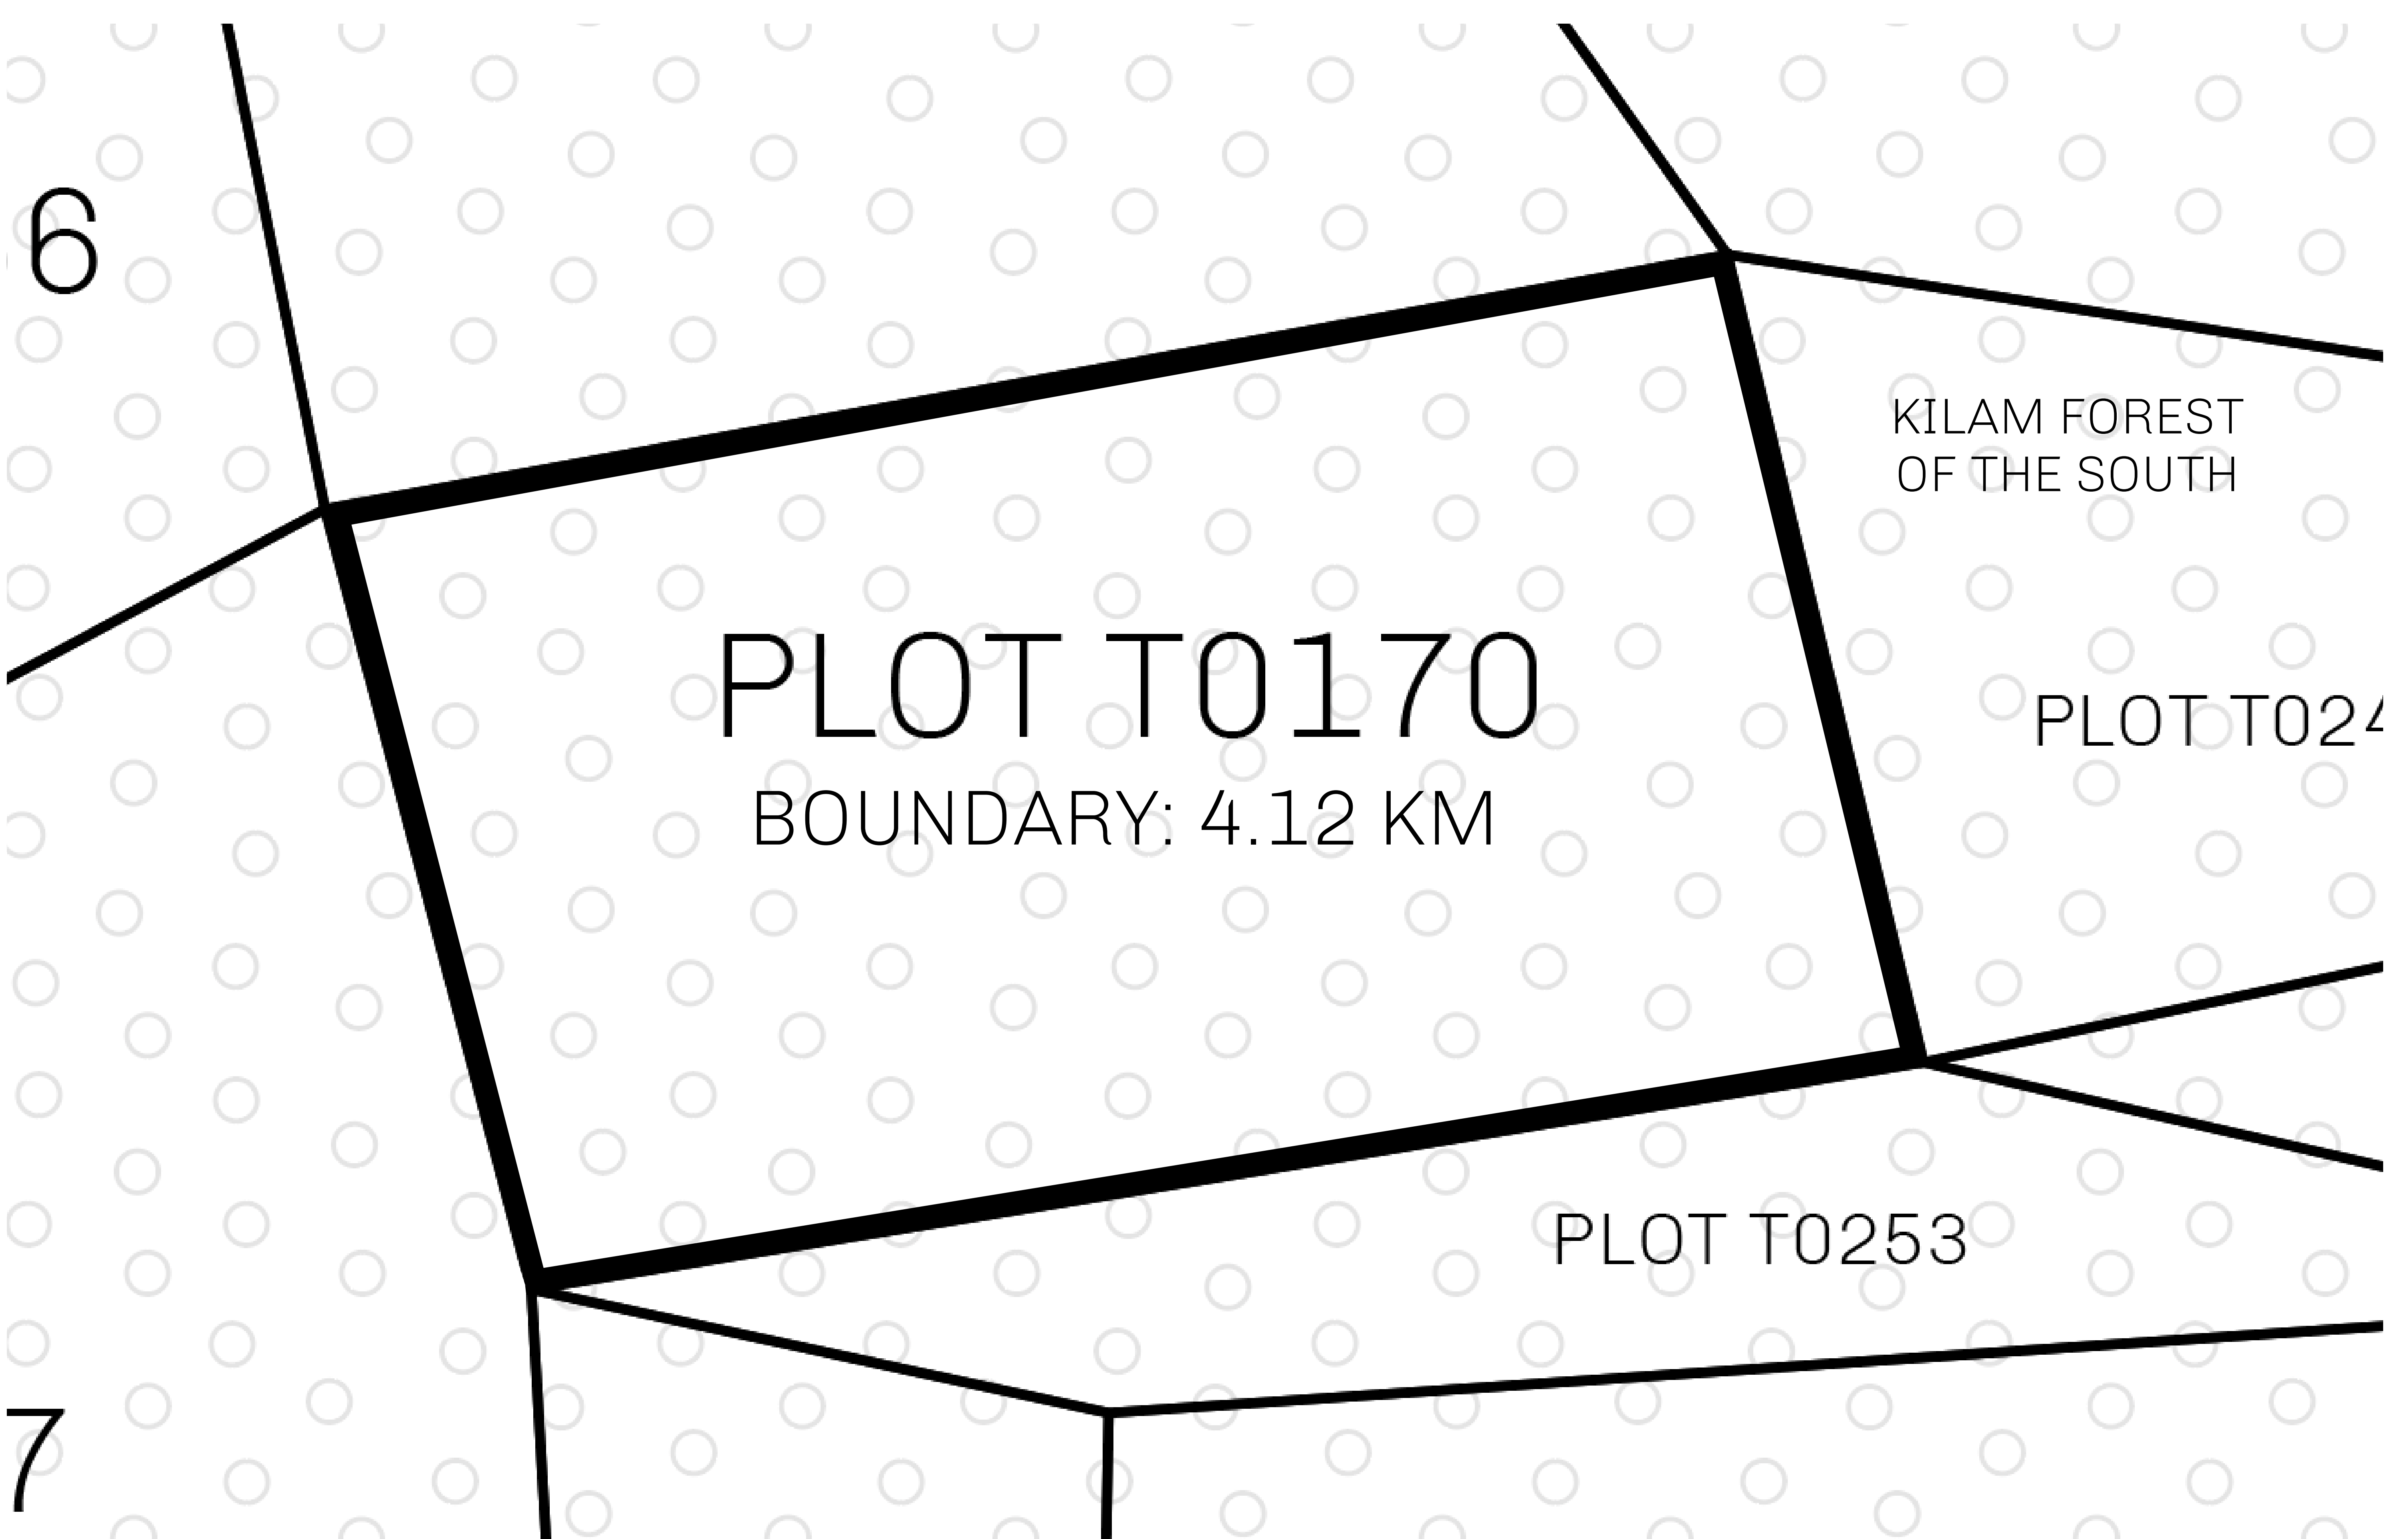 6
KILAM FOREST
OF THE SOUTH
PLOT T0170
PLOT T024
BOUNDARY: 4.12 KM
PLOT T0253
7